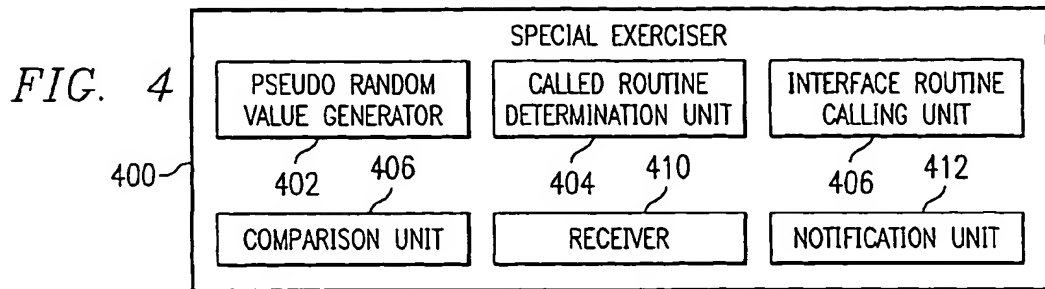 FIG. 4
SPECIAL EXERCISER
PSEUDO RANDOM
VALUE GENERATOR
CALLED ROUTINE
DETERMINATION UNIT
INTERFACE ROUTINE
CALLING UNIT
400
402
406
404
410
406
412
COMPARISON UNIT
RECEIVER
NOTIFICATION UNIT